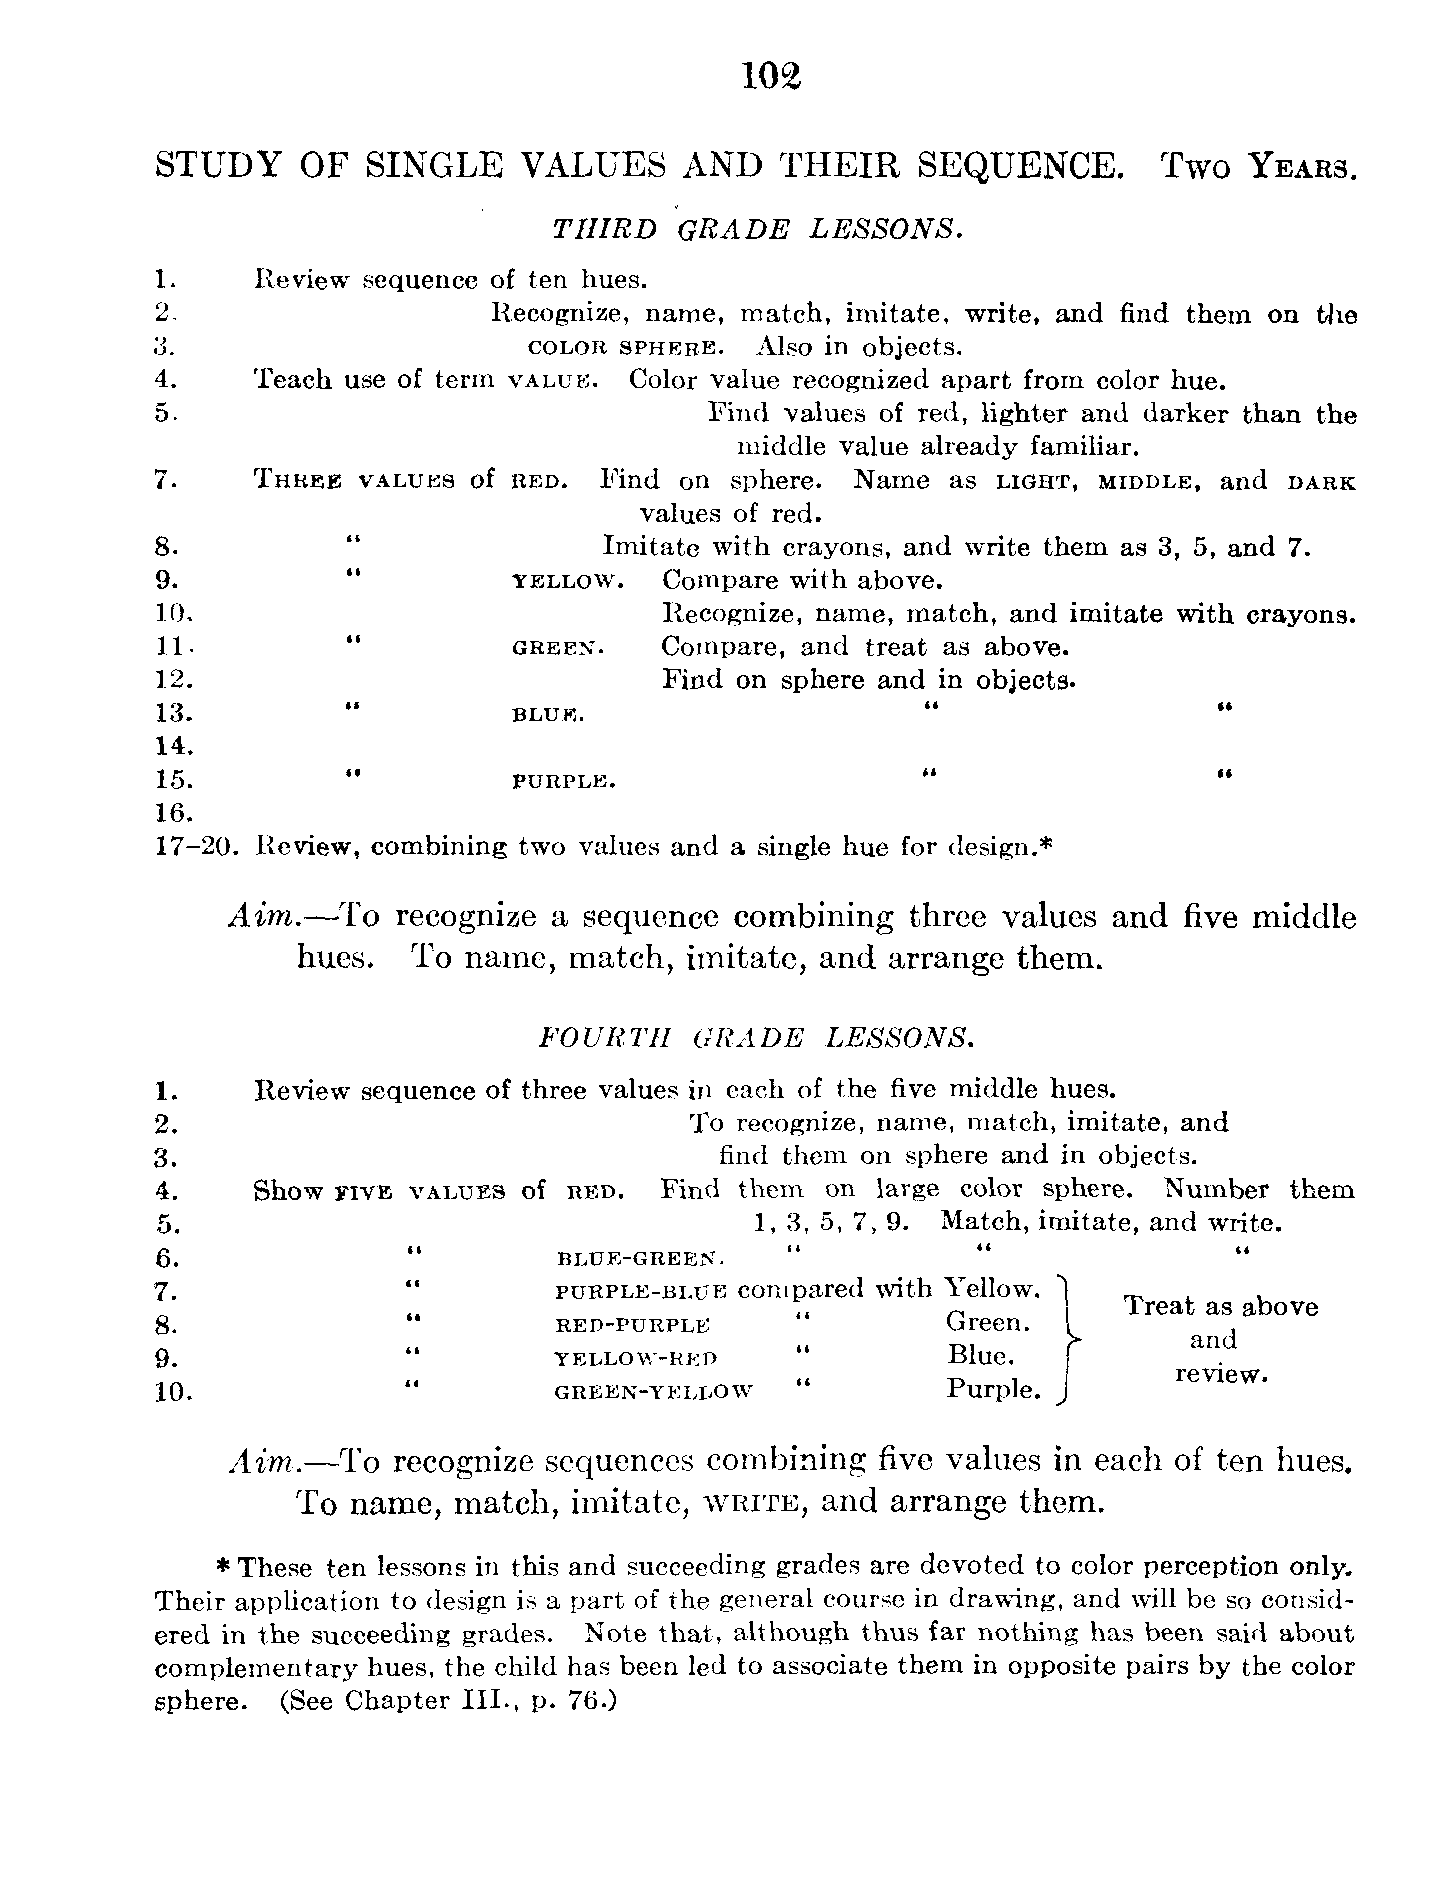 102
STUDY OF SINGLE VALUES AND THEIR SEQUENCE. Two Years.
THIRD GRADE LESSONS.
1. Review sequence of ten hues.
2. Recognize, name, match, imitate, write, and find them on the
3. COLOR SPHERE. Also in objects.
4. Teach use of term VALUE. Color value recognized apart from color hue.
5. Find values of red, lighter and darker than the
middle value already familiar.
7. THREE VALUES of RED. Find on sphere. Name as LIGHT, MIDDLE, and DARK
values of red.
8. “ Imitate with crayons, and write them as 3, 5, and 7.
9. “ YELLOW. Compare with above.
10. Recognize, name, match, and imitate with crayons.
11. “ GREEN. Compare, and treat as above.
12. Find on sphere and in objects.
13. “ BLUE. “ “
14.
15. “ PURPLE. “ “
16.
17–20. Review, combining two values and a single hue for design.*
Aim.—To recognize a sequence combining three values and five middle
hues. To name, match, imitate, and arrange them.
FOURTH GRADE LESSONS.
1. Review sequence of three values in each of the five middle hues.
2. To recognize, name, match, imitate, and
3. find them on sphere and in objects.
4. Show FIVE VALUES of RED. Find them on large color sphere. Number them
5. 1, 3, 5, 7, 9. Match, imitate, and write.
6. “ BLUE-GREEN. “ “ “
7. “ PURPLE-BLUE compared with Yellow. } Treat as above
8. “ RED-PURPLE “ Green.
and
9. “ YELLOW-RED “ Blue.
review.
10. “ GREEN-YELLOW “ Purple.
Aim.—To recognize sequences combining five values in each of ten hues.
To name, match, imitate, WRITE, and arrange them.
* These ten lessons in this and succeeding grades are devoted to color perception only.
Their application to design is a part of the general course in drawing, and will be so consid-
ered in the succeeding grades. Note that, although thus far nothing has been said about
complementary hues, the child has been led to associate them in opposite pairs by the color
sphere. (See Chapter III., p. 76.)